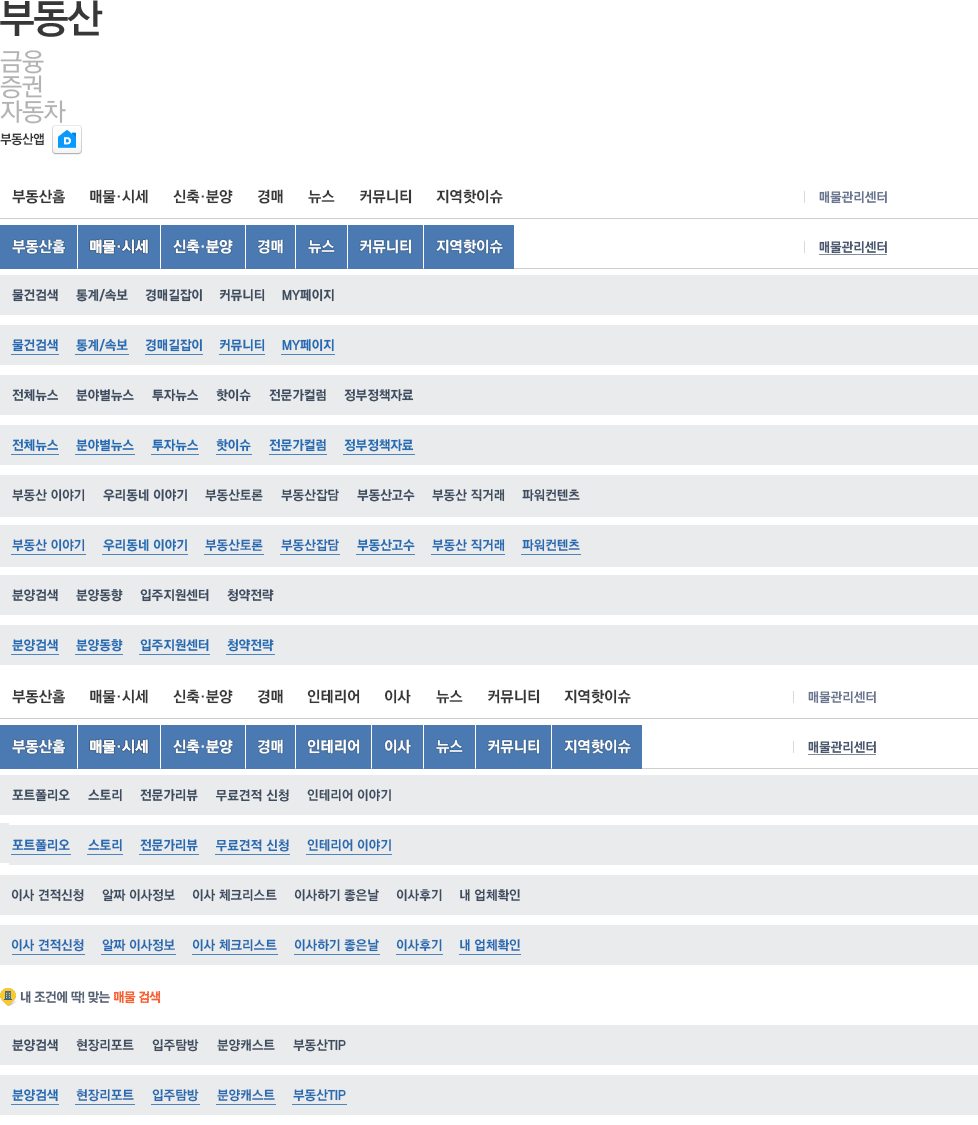 부동산
금융
증권
자동차
부동산앱
부동산홈 매물·시세 신축·분양 경매 뉴스 커뮤니티 지역핫이슈 매물관리센터
부동산홈 매물·시세 신축·분양 경매 뉴스 커뮤니티 지역핫이슈 매물관리센터
물건검색 통계/속보 경매길잡이 커뮤니티 MY페이지
물건검색 통계/속보 경매길잡이 커뮤니티 MY페이지
전체뉴스 분야별뉴스 투자뉴스 핫이슈 전문가컬럼 정부정책자료
전체뉴스 분야별뉴스 투자뉴스 핫이슈 전문가컬럼 정부정책자료
부동산 이야기 우리동네 이야기 부동산토론 부동산잡담 부동산고수 부동산 직거래 파워컨텐츠
부동산 이야기 우리동네 이야기 부동산토론 부동산잡담 부동산고수 부동산 직거래 파워컨텐츠
분양검색 분양동향 입주지원센터 청약전략
분양검색 분양동향 입주지원센터 청약전략
부동산홈 매물·시세 신축·분양 경매 인테리어 이사 뉴스 커뮤니티 지역핫이슈 매물관리센터
부동산홈 매물·시세 신축·분양 경매 인테리어 이사 뉴스 커뮤니티 지역핫이슈 매물관리센터
포트폴리오 스토리 전문가리뷰 무료견적 신청 인테리어 이야기
포트폴리오 스토리 전문가리뷰 무료견적 신청 인테리어 이야기
이사 견적신청 알짜 이사정보 이사 체크리스트 이사하기 좋은날 이사후기 내 업체확인
이사 견적신청 알짜 이사정보 이사 체크리스트 이사하기 좋은날 이사후기 내 업체확인
내 조건에 딱! 맞는 매물 검색
분양검색 현장리포트 입주탐방 분양캐스트 부동산TIP
분양검색 현장리포트 입주탐방 분양캐스트 부동산TIP